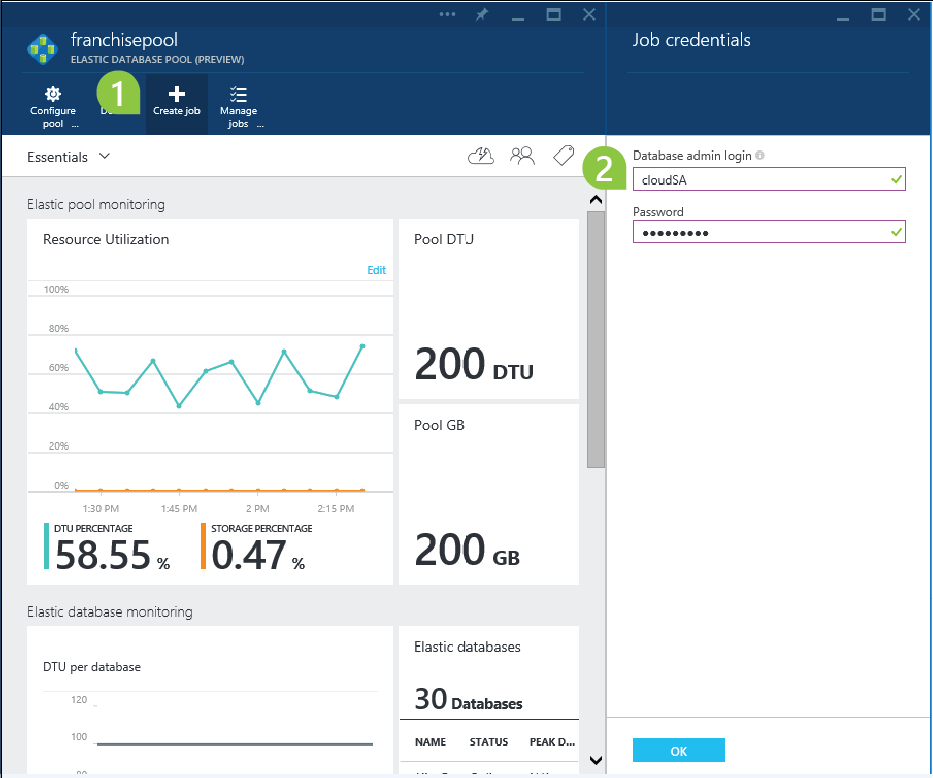 franchisepool
ELASTIC DATABASE POOL (PREVIEW)
Job credentials
1
Configure pool ...
Create job
Manage jobs ...
Essentials
2
Database admin login
cloudSA
Password
•••••••••
Elastic pool monitoring
Resource Utilization
Edit
100%
80%
60%
40%
20%
0%
1:30 PM 1:45 PM 2 PM 2:15 PM
DTU PERCENTAGE
58.55 %
STORAGE PERCENTAGE
0.47 %
Pool DTU
200 DTU
Pool GB
200 GB
Elastic database monitoring
DTU per database
120
100
80
Elastic databases
30 Databases
NAME STATUS PEAK D...
OK